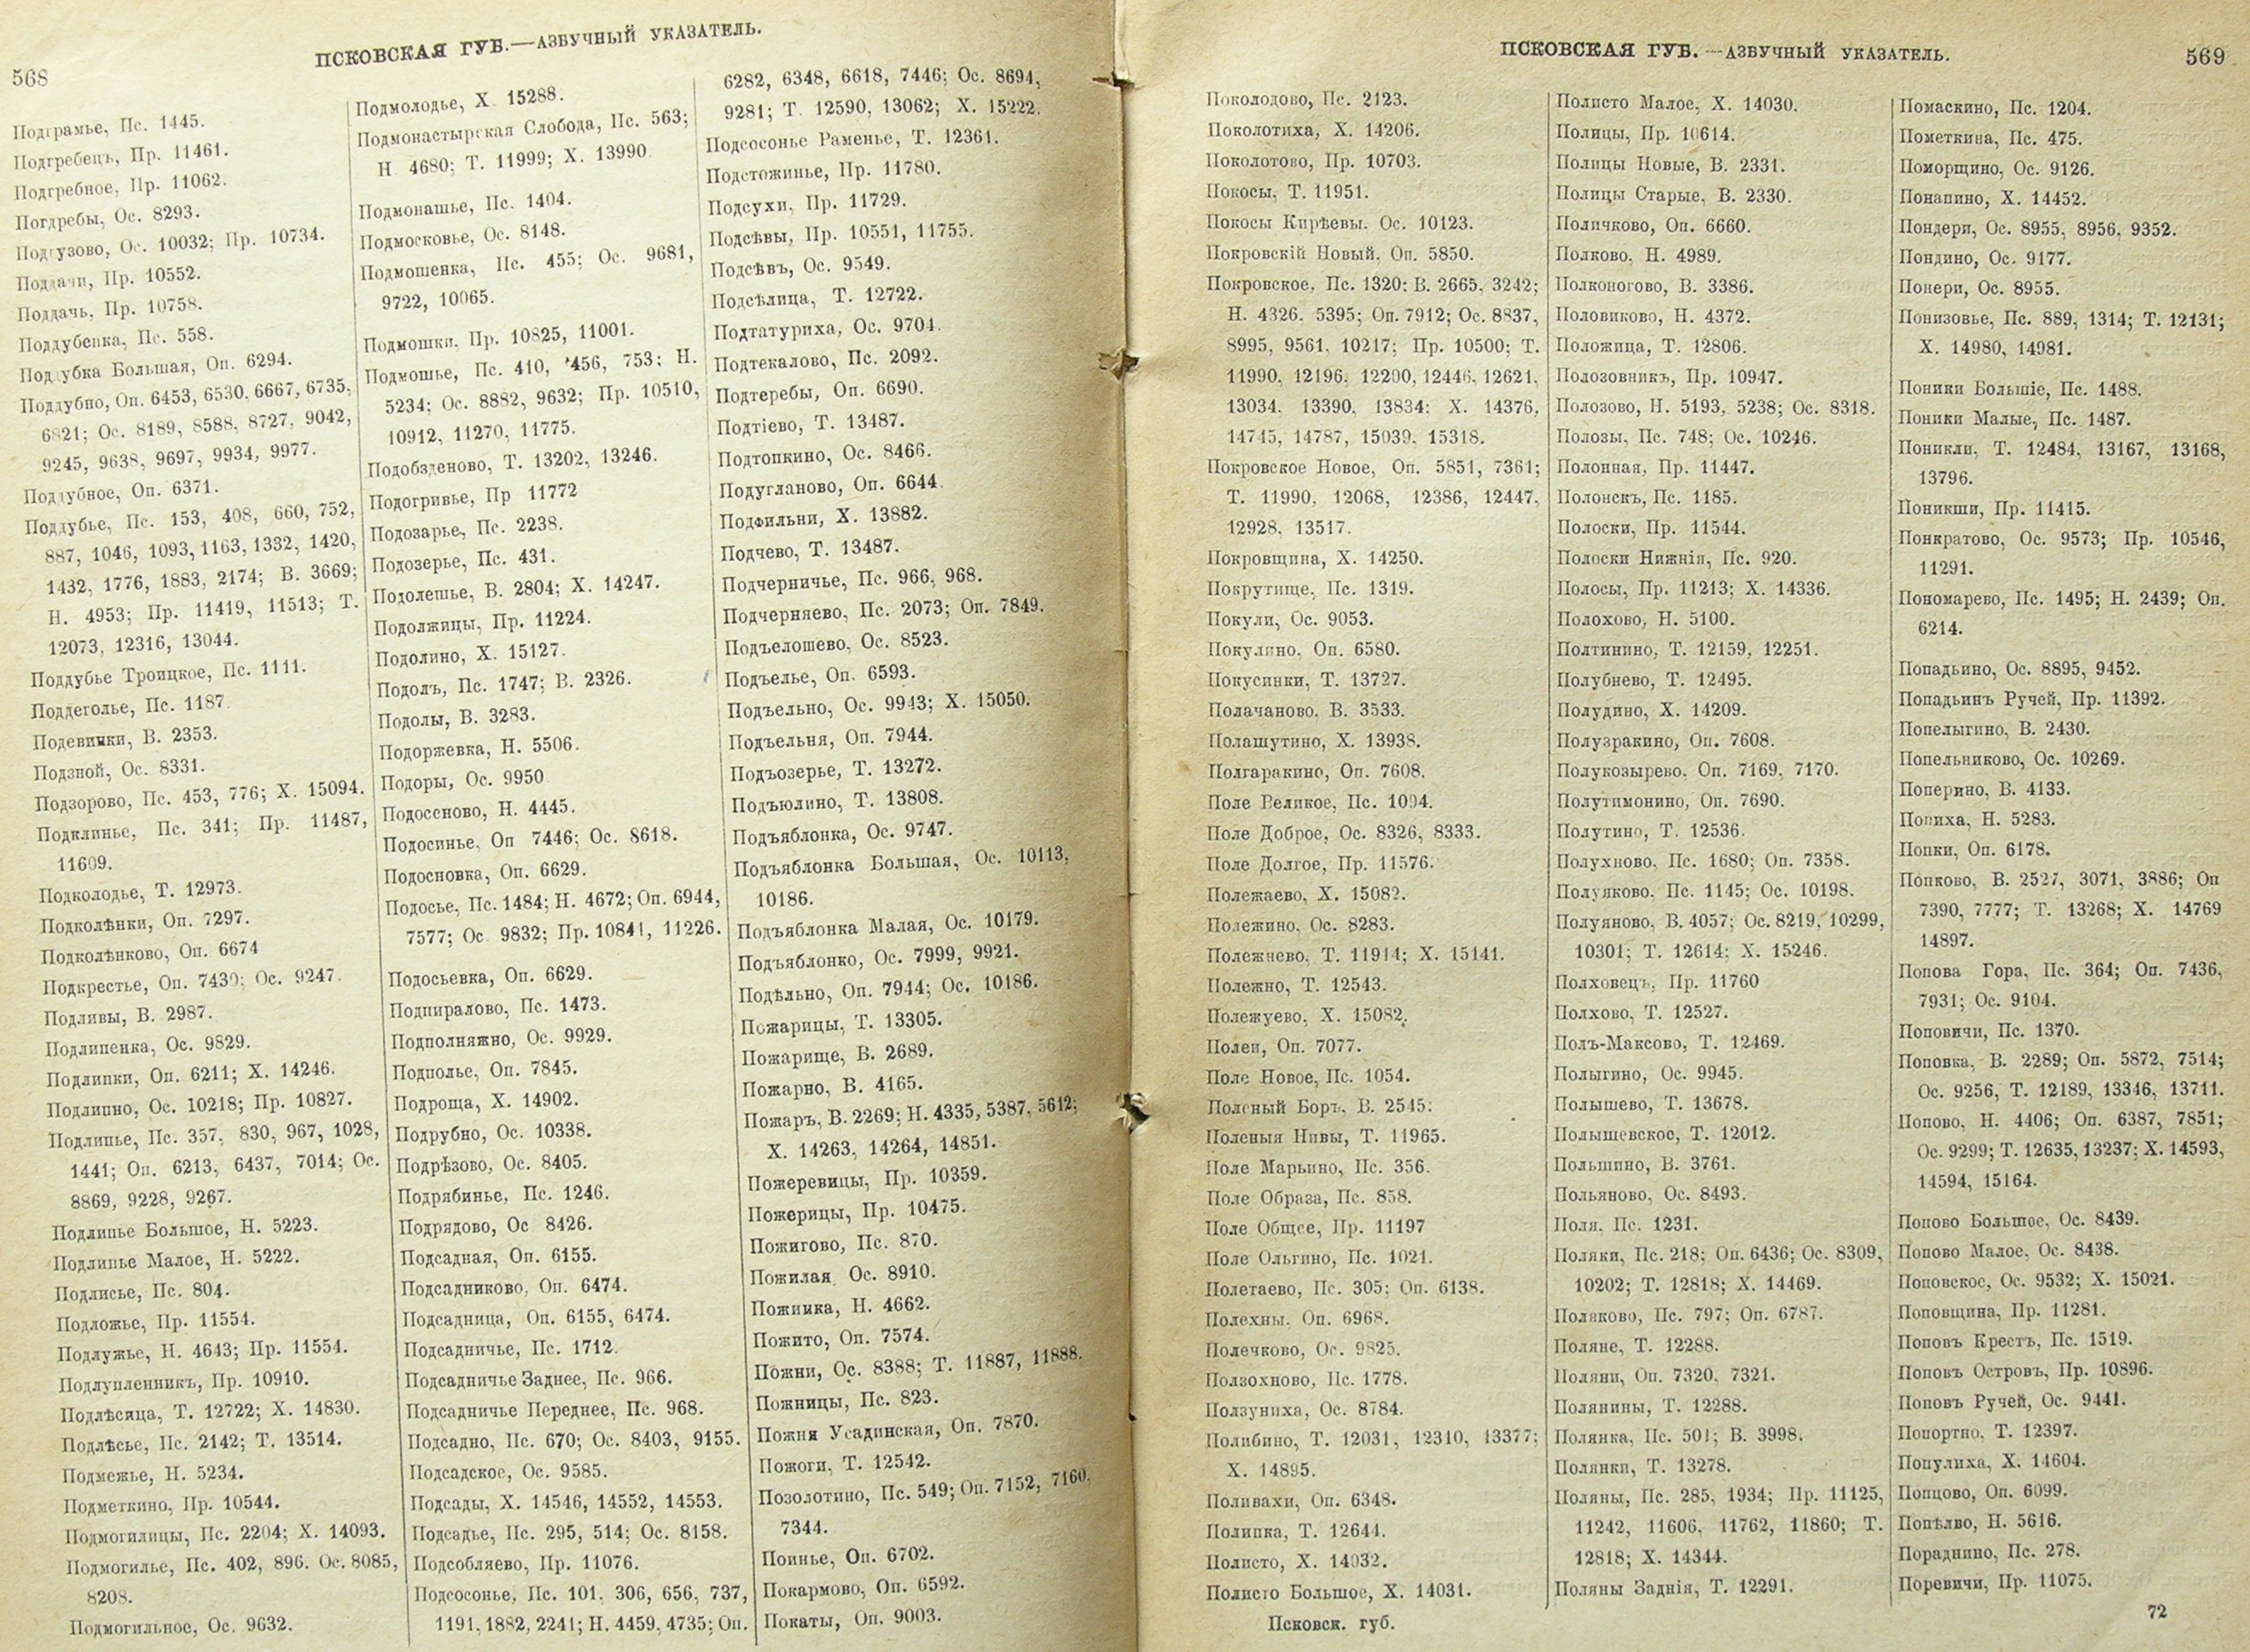 568
ПСКОВСКАЯ ГУБ.—АЗБУЧНЫЙ УКАЗАТЕЛЬ.
Подграмье, Пс. 1445.
Подгребецъ, Пр. 11461.
Подгребное, Пр. 11062.
Погдребы, Ос. 8293.
Подгузово, Ос. 10032; Пр. 10734.
Поддачи, Пр. 10552.
Поддачь, Пр. 10758.
Поддубенка, Пс. 558.
Поддубка Большая, Оп. 6294.
Поддубно, Оп. 6453, 6530, 6667, 6735,
6821; Ос. 8189, 8588, 8727, 9042,
9245, 9638, 9697, 9934, 9977.
Поддубное, Оп. 6371.
Поддубье, Пс. 153, 408, 660, 752,
887, 1046, 1093, 1163, 1332, 1420,
1432, 1776, 1883, 2174; В. 3669;
Н. 4953; Пр. 11419, 11513; Т.
12073, 12316, 13044.
Поддубье Троицкое, Пс. 1111.
Поддеголье, Пс. 1187.
Подевинки, В. 2353.
Подзной, Ос. 8331.
Подзорово, Пс. 453, 776; Х. 15094.
Подклинье, Пс. 341; Пр. 11487,
11609.
Подколодье, Т. 12973.
Подколѣнки, Оп. 7297.
Подколѣнково, Оп. 6674
Подкрестье, Оп. 7430; Ос. 9247.
Подливы, В. 2987.
Подлипенка, Ос. 9829.
Подлипки, Оп. 6211; Х. 14246.
Подлипно, Ос. 10218; Пр. 10827.
Подлипье, Пс. 357, 830, 967, 1028,
1441; Оп. 6213, 6437, 7014; Ос.
8869, 9228, 9267.
Подлипье Большое, Н. 5223.
Подлипье Малое, Н. 5222.
Подлисье, Пс. 804.
Подложье, Пр. 11554.
Подлужье, Н. 4643; Пр. 11554.
Подлупленникъ, Пр. 10910.
Подлѣсица, Т. 12722; Х. 14830.
Подлѣсье, Пс. 2142; Т. 13514.
Подмежье, Н. 5234.
Подметкино, Пр. 10544.
Подмогилицы, Пс. 2204; Х. 14093.
Подмогилье, Пс. 402, 896. Ос. 8085,
8208.
Подмогильное, Ос. 9632.
Подмолодье, Х. 15288.
Подмонастырская Слобода, Пс. 563;
Н. 4680; Т. 11999; Х. 13990.
Подмонашье, Пс. 1404.
Подмосковье, Ос. 8148.
Подмошенка, Пс. 455; Ос. 9681,
9722, 10065.
Подмошки, Пр. 10825, 11001.
Подмошье, Пс. 410, 456, 753; Н.
5234; Ос. 8882, 9632; Пр. 10510,
10912, 11270, 11775.
Подобзденово, Т. 13202, 13246.
Подогривье, Пр 11772
Подозарье, Пс. 2238.
Подозерье, Пс. 431.
Подолешье, В. 2804; Х. 14247.
Подолжицы, Пр. 11224.
Подолино, Х. 15127.
Подолъ, Пс. 1747; В. 2326.
Подолы, В. 3283.
Подоржевка, Н. 5506.
Подоры, Ос. 9950
Подосеново, Н. 4445.
Подосинье, Оп 7446; Ос. 8618.
Подосновка, Оп. 6629.
Подосье, Пс. 1484; Н. 4672; Оп. 6944,
7577; Ос. 9832; Пр. 10841, 11226.
Подосьевка, Оп. 6629.
Подпиралово, Пс. 1473.
Подполняжно, Ос. 9929.
Подполье, Оп. 7845.
Подроща, Х. 14902.
Подрубно, Ос. 10338.
Подрѣзово, Ос. 8405.
Подрябинье, Пс. 1246.
Подрядово, Ос 8426.
Подсадная, Оп. 6155.
Подсадниково, Оп. 6474.
Подсадница, Оп. 6155, 6474.
Подсадничье, Пс. 1712.
Подсадничье Заднее, Пс. 966.
Подсадничье Переднее, Пс. 968.
Подсадно, Пс. 670; Ос. 8403, 9155.
Подсадское, Ос. 9585.
Подсады, Х. 14546, 14552, 14553.
Подсадье, Пс. 295, 514; Ос. 8158.
Подсобляево, Пр. 11076.
Подсосонье, Пс. 101, 306, 656, 737,
1191, 1882, 2241; Н. 4459, 4735; Оп.
6282, 6348, 6618, 7446; Ос. 8694,
9281; Т. 12590, 13062; Х. 15222.
Подсосонье Раменье, Т. 12361.
Подстожинье, Пр. 11780.
Подсухи, Пр. 11729.
Подсѣвы, Пр. 10551, 11755.
Подсѣвъ, Ос. 9549.
Подсѣлица, Т. 12722.
Подтатуриха, Ос. 9704.
Подтекалово, Пс. 2092.
Подтеребы, Оп. 6690.
Подтіево, Т. 13487.
Подтопкино, Ос. 8466.
Подугланово, Оп. 6644.
Подфильни, Х. 13882.
Подчево, Т. 13487.
Подчерничье, Пс. 966, 968.
Подчерняево, Пс. 2073; Оп. 7849.
Подъелошево, Ос. 8523.
Подъелье, Оп. 6593.
Подъельно, Ос. 9943; Х. 15050.
Подъельня, Оп. 7944.
Подъозерье, Т. 13272.
Подъюлино, Т. 13808.
Подъяблонка, Ос. 9747.
Подъяблонка Большая, Ос. 10113,
10186.
Подъяблонка Малая, Ос. 10179.
Подъяблонко, Ос. 7999, 9921.
Подѣльно, Оп. 7944; Ос. 10186.
Пожарицы, Т. 13305.
Пожарище, В. 2689.
Пожарно, В. 4165.
Пожаръ, В. 2269; Н. 4335, 5387, 5612;
Х. 14263, 14264, 14851.
Пожеревицы, Пр. 10359.
Пожерицы, Пр. 10475.
Пожигово, Пс. 870.
Пожилая, Ос. 8910.
Пожинка, Н. 4662.
Пожито, Оп. 7574.
Пожни, Ос. 8388; Т. 11887, 11888.
Пожницы, Пс. 823.
Пожня Усадинская, Оп. 7870.
Пожоги, Т. 12542.
Позолотино, Пс. 549; Оп. 7152, 7160,
7344.
Поинье, Оп. 6702.
Покармово, Оп. 6592.
Покаты, Оп. 9003.
ПСКОВСКАЯ ГУБ.—АЗБУЧНЫЙ УКАЗАТЕЛЬ.
569
Поколодово, Пс. 2123.
Поколотиха, Х. 14206.
Поколотово, Пр. 10703.
Покосы, Т. 11951.
Покосы Кирѣевы, Ос. 10123.
Покровскій Новый, Оп. 5850.
Покровское, Пс. 1320; В. 2665, 3242;
Н. 4326, 5395; Оп. 7912; Ос. 8837,
8995, 9561, 10217; Пр. 10500; Т.
11990, 12196, 12200, 12446, 12621,
13034, 13390, 13834; Х. 14376,
14745, 14787, 15039, 15318.
Покровское Новое, Оп. 5851, 7361;
Т. 11990, 12068, 12386, 12447,
12928, 13517.
Покровщина, Х. 14250.
Покрутище, Пс. 1319.
Покули, Ос. 9053.
Покулино, Оп. 6580.
Покусинки, Т. 13727.
Полачаново, В. 3533.
Полашутино, Х. 13938.
Полгаракино, Оп. 7608.
Поле Великое, Пс. 1094.
Поле Доброе, Ос. 8326, 8333.
Поле Долгое, Пр. 11576.
Полежаево, Х. 15082.
Полежино, Ос. 8283.
Полежнево, Т. 11914; Х. 15141.
Полежно, Т. 12543.
Полежуево, Х. 15082.
Полеи, Оп. 7077.
Поле Новое, Пс. 1054.
Поленый Боръ, В. 2545.
Поленыя Нивы, Т. 11965.
Поле Марьино, Пс. 356.
Поле Образа, Пс. 858.
Поле Общее, Пр. 11197
Поле Ольгино, Пс. 1021.
Полетаево, Пс. 305; Оп. 6138.
Полехны, Оп. 6968.
Полечково, Ос. 9825.
Ползохново, Пс. 1778.
Ползуниха, Ос. 8784.
Полибино, Т. 12031, 12310, 13377;
Х. 14895.
Поливахи, Оп. 6348.
Полипка, Т. 12644.
Полисто, Х. 14032.
Полисто Большое, Х. 14031.
Полисто Малое, Х. 14030.
Полицы, Пр. 10614.
Полицы Новые, В. 2331.
Полицы Старые, В. 2330.
Поличково, Оп. 6660.
Полково, Н. 4989.
Полконогово, В. 3386.
Половиково, Н. 4372.
Положица, Т. 12806.
Полозовникъ, Пр. 10947.
Полозово, Н. 5193, 5238; Ос. 8318.
Полозы, Пс. 748; Ос. 10246.
Полонная, Пр. 11447.
Полонскъ, Пс. 1185.
Полоски, Пр. 11544.
Полоски Нижнія, Пс. 920.
Полосы, Пр. 11213; Х. 14336.
Полохово, Н. 5100.
Полтинино, Т. 12159, 12251.
Полубнево, Т. 12495.
Полудино, Х. 14209.
Полузракино, Оп. 7608.
Полукозырево, Оп. 7169, 7170.
Полутимонино, Оп. 7690.
Полутино, Т. 12536.
Полухново, Пс. 1680; Оп. 7358.
Полуяково, Пс. 1145; Ос. 10198.
Полуяново, В. 4057; Ос. 8219, 10299,
10301; Т. 12614; Х. 15246.
Полховецъ, Пр. 11760
Полхово, Т. 12527.
Полъ-Максово, Т. 12469.
Полыгино, Ос. 9945.
Полышево, Т. 13678.
Полышевское, Т. 12012.
Польшино, В. 3761.
Польяново, Ос. 8493.
Поля, Пс. 1231.
Поляки, Пс. 218; Оп. 6436; Ос. 8309,
10202; Т. 12818; Х. 14469.
Поляково, Пс. 797; Оп. 6787.
Поляне, Т. 12288.
Поляни, Оп. 7320, 7321.
Полянины, Т. 12288.
Полянка, Пс. 501; В. 3998.
Полянки, Т. 13278.
Поляны, Пс. 285, 1934; Пр. 11125,
11242, 11606, 11762, 11860; Т.
12818; Х. 14344.
Поляны Заднія, Т. 12291.
Помаскино, Пс. 1204.
Пометкина, Пс. 475.
Поморщино, Ос. 9126.
Понапино, Х. 14452.
Пондери, Ос. 8955, 8956, 9352.
Пондино, Ос. 9177.
Понери, Ос. 8955.
Понизовье, Пс. 889, 1314; Т. 12131;
Х. 14980, 14981.
Поники Большіе, Пс. 1488.
Поники Малые, Пс. 1487.
Поникли, Т. 12484, 13167, 13168,
13796.
Поникши, Пр. 11415.
Понкратово, Ос. 9573; Пр. 10546,
11291.
Пономарево, Пс. 1495; Н. 2439; Оп.
6214.
Попадьино, Ос. 8895, 9452.
Попадьинъ Ручей, Пр. 11392.
Попелыгино, В. 2430.
Попельниково, Ос. 10269.
Поперино, В. 4133.
Попиха, Н. 5283.
Попки, Оп. 6178.
Попково, В. 2527, 3071, 3886; Оп
7390, 7777; Т. 13268; Х. 14769
14897.
Попова Гора, Пс. 364; Оп. 7436,
7931; Ос. 9104.
Поповичи, Пс. 1370.
Поповка, В. 2289; Оп. 5872, 7514;
Ос. 9256, Т. 12189, 13346, 13711.
Попово, Н. 4406; Оп. 6387, 7851;
Ос. 9299; Т. 12635, 13237; Х. 14593,
14594, 15164.
Попово Большое, Ос. 8439.
Попово Малое, Ос. 8438.
Поповское, Ос. 9532; Х. 15021.
Поповщина, Пр. 11281.
Поповъ Крестъ, Пс. 1519.
Поповъ Островъ, Пр. 10896.
Поповъ Ручей, Ос. 9441.
Попортно, Т. 12397.
Популиха, Х. 14604.
Попцово, Оп. 6099.
Попѣлво, Н. 5616.
Пораднино, Пс. 278.
Поревичи, Пр. 11075.
Псковск. губ.
72